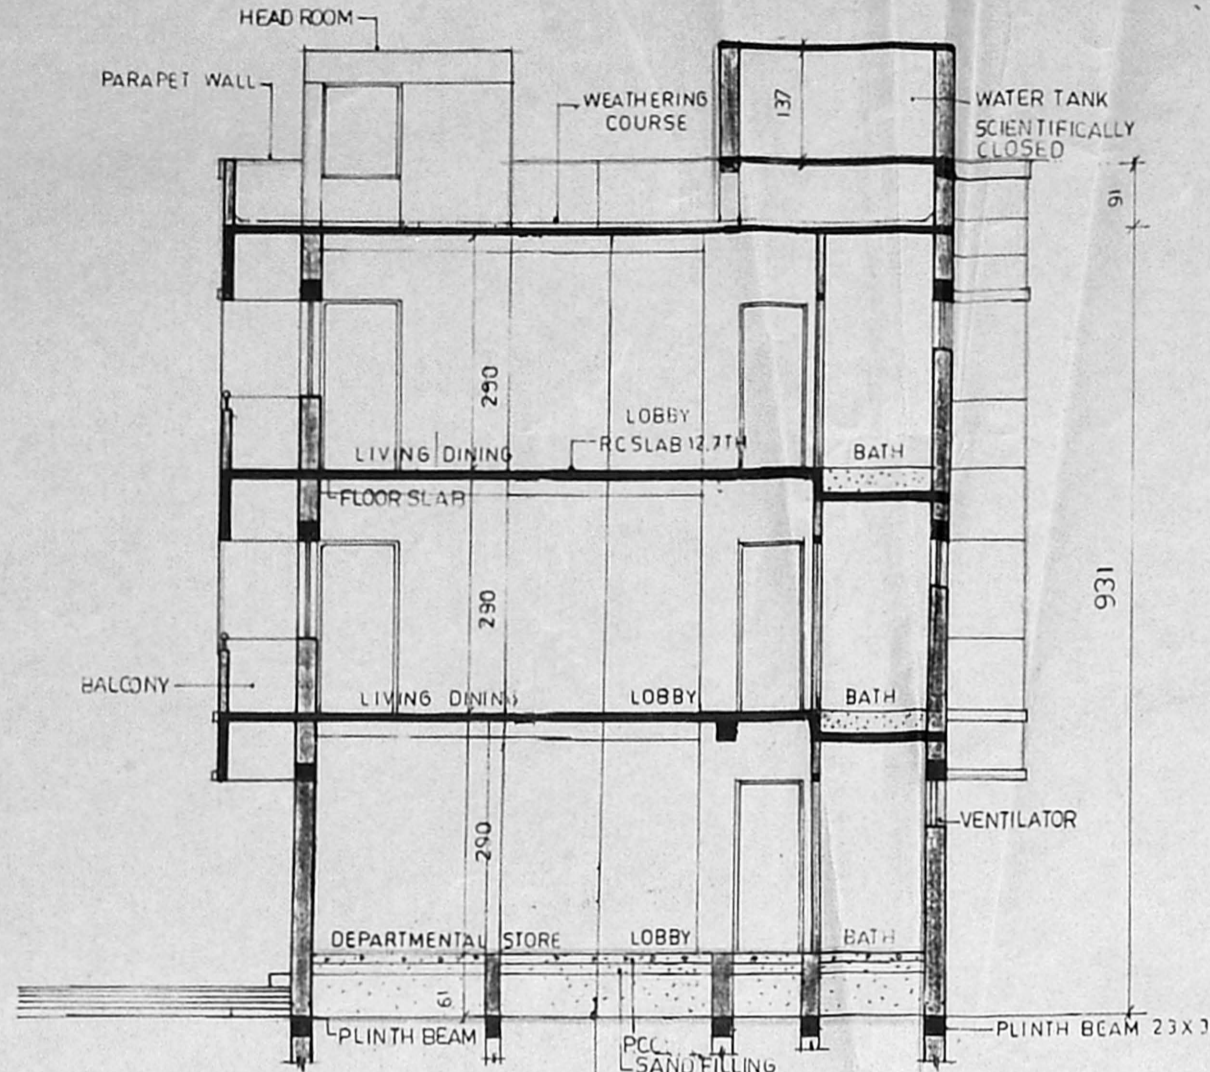 HEAD ROOM
PARAPET WALL
WEATHERING
COURSE
137
WATER TANK
SCIENTIFICALLY
CLOSED
91
290
LOBBY
RC SLAB 12.7TH
LIVING DINING
BATH
FLOOR SLAB
931
290
BALCONY
LIVING DINING
LOBBY
BATH
VENTILATOR
290
DEPARTMENTAL STORE
LOBBY
BATH
61
PLINTH BEAM
PCC
SAND FILLING
PLINTH BEAM 23 X 3